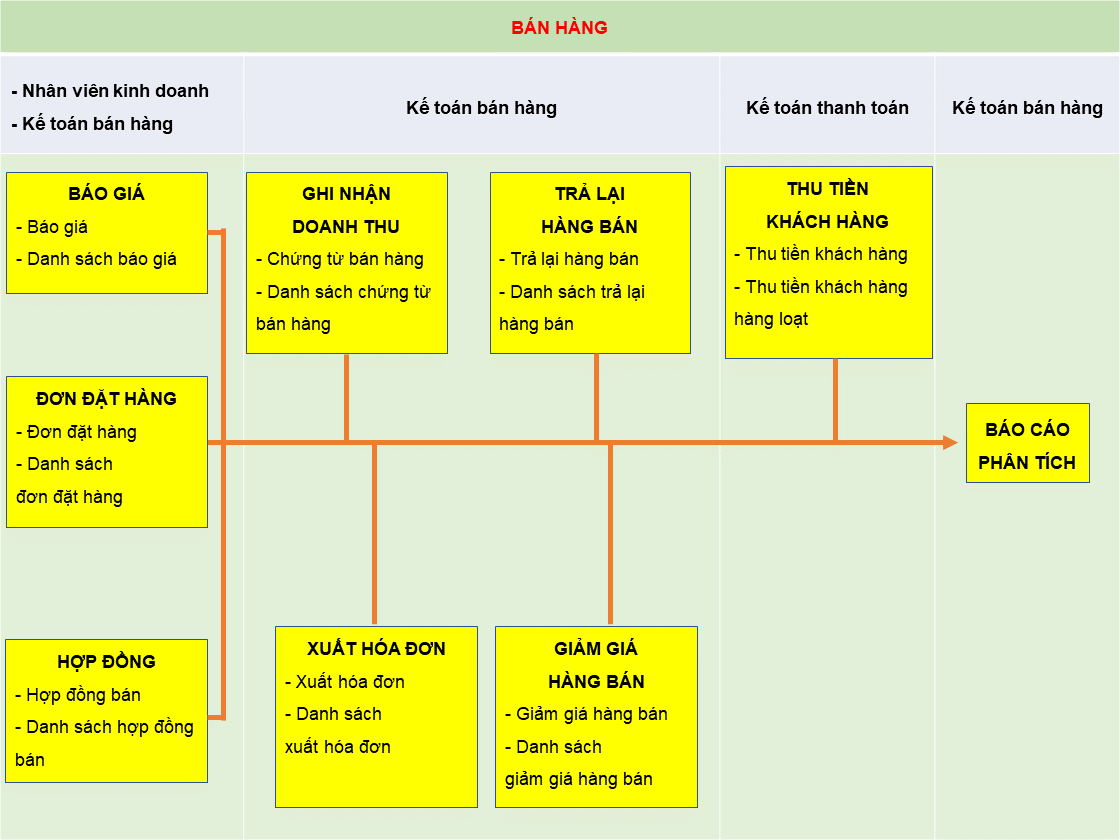 BÁN HÀNG
- Nhân viên kinh doanh
- Kế toán bán hàng
Kế toán bán hàng
Kế toán thanh toán
Kế toán bán hàng
BÁO GIÁ
- Báo giá
- Danh sách báo giá
GHI NHẬN
DOANH THU
- Chứng từ bán hàng
- Danh sách chứng từ
bán hàng
TRẢ LẠI
HÀNG BÁN
- Trả lại hàng bán
- Danh sách trả lại
hàng bán
THU TIỀN
KHÁCH HÀNG
- Thu tiền khách hàng
- Thu tiền khách hàng
hàng loạt
ĐƠN ĐẶT HÀNG
- Đơn đặt hàng
- Danh sách
đơn đặt hàng
BÁO CÁO
PHÂN TÍCH
HỢP ĐỒNG
- Hợp đồng bán
- Danh sách hợp đồng
bán
XUẤT HÓA ĐƠN
- Xuất hóa đơn
- Danh sách
xuất hóa đơn
GIẢM GIÁ
HÀNG BÁN
- Giảm giá hàng bán
- Danh sách
giảm giá hàng bán